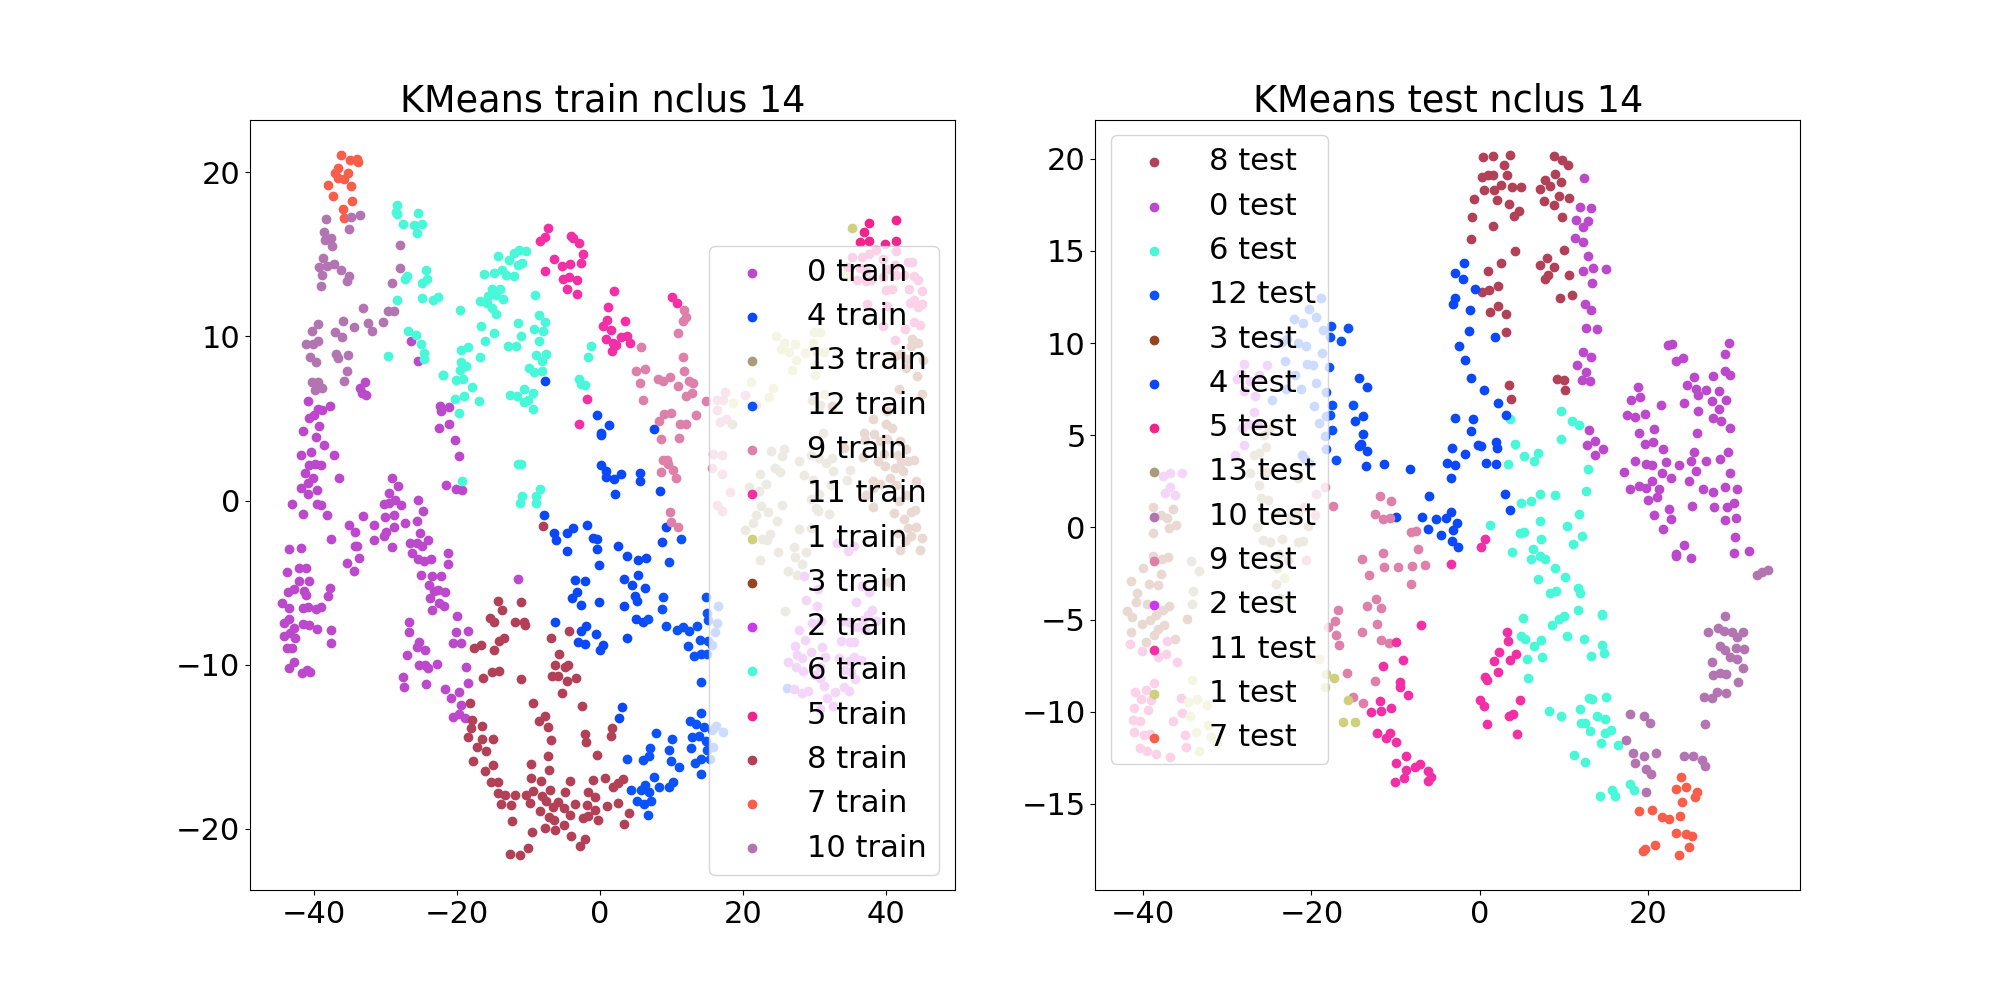 KMeans train nclus 14
20
10
0
−10
−20
−40
−20
0
20
40
0 train
4 train
13 train
12 train
9 train
11 train
1 train
3 train
2 train
6 train
5 train
8 train
7 train
10 train
KMeans test nclus 14
20
15
10
5
0
−5
−10
−15
−40
−20
0
20
8 test
0 test
6 test
12 test
3 test
4 test
5 test
13 test
10 test
9 test
2 test
11 test
1 test
7 test